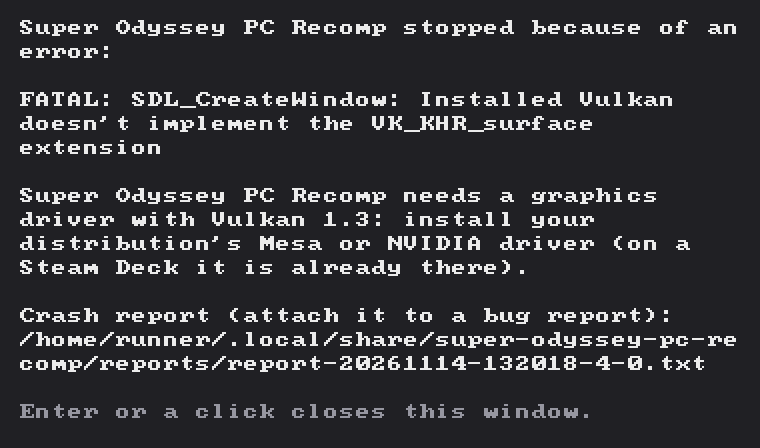 Super Odyssey PC Recomp stopped because of an
error:
FATAL: SDL_CreateWindow: Installed Vulkan
doesn't implement the VK_KHR_surface
extension
Super Odyssey PC Recomp needs a graphics
driver with Vulkan 1.3: install your
distribution's Mesa or NVIDIA driver (on a
Steam Deck it is already there).
Crash report (attach it to a bug report):
/home/runner/.local/share/super-odyssey-pc-re
comp/reports/report-20261114-132018-4-0.txt
Enter or a click closes this window.